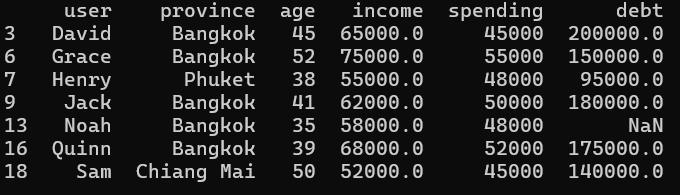 user province age income spending debt
3 David Bangkok 45 65000.0 45000 200000.0
6 Grace Bangkok 52 75000.0 55000 150000.0
7 Henry Phuket 38 55000.0 48000 95000.0
9 Jack Bangkok 41 62000.0 50000 180000.0
13 Noah Bangkok 35 58000.0 48000 NaN
16 Quinn Bangkok 39 68000.0 52000 175000.0
18 Sam Chiang Mai 50 52000.0 45000 140000.0